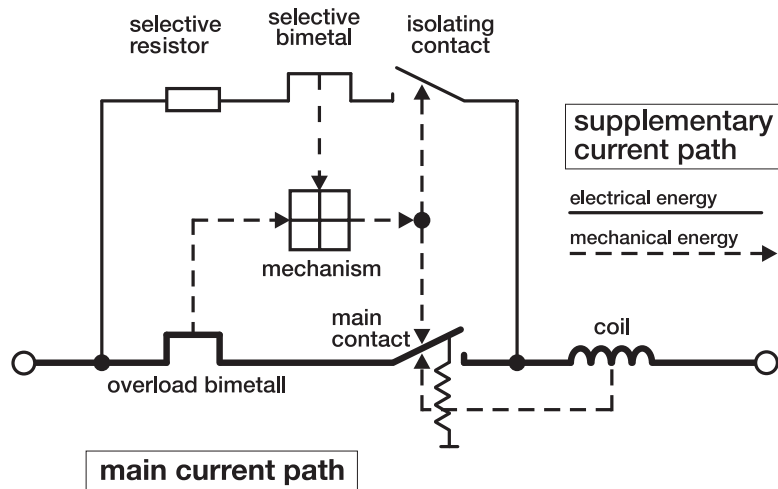 selective
resistor
selective
bimetal
isolating
contact
supplementary
current path
electrical energy
mechanical energy
mechanism
main
contact
coil
overload bimetall
main current path